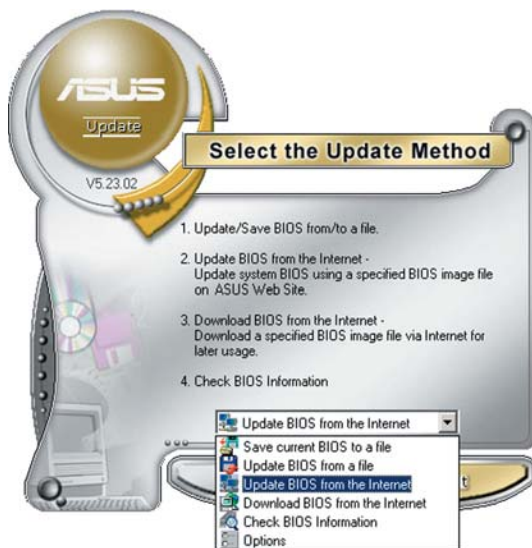 ASUS
Update
V5.23.02
Select the Update Method
1. Update/Save BIOS from/to a file.
2. Update BIOS from the Internet -
Update system BIOS using a specified BIOS image file
on ASUS Web Site.
3. Download BIOS from the Internet -
Download a specified BIOS image file via Internet for
later usage.
4. Check BIOS Information
Update BIOS from the Internet
Save current BIOS to a file
Update BIOS from a file
Update BIOS from the Internet
Download BIOS from the Internet
Check BIOS Information
Options